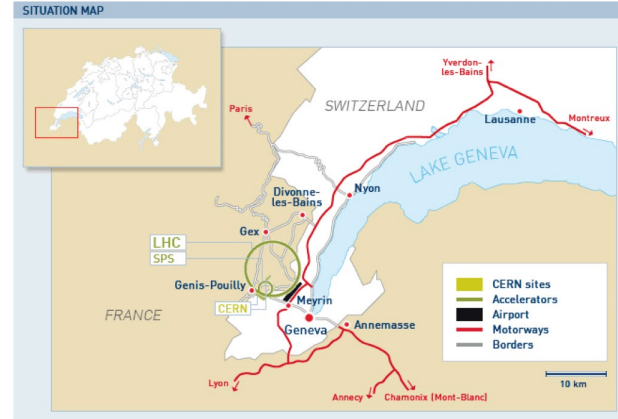 SITUATION MAP
Yverdon-
les-Bains
Paris
SWITZERLAND
Lausanne
Montreux
LAKE GENEVA
Divonne-
les-Bains
Nyon
Gex
LHC
SPS
Genis-Pouilly
CERN
Meyrin
FRANCE
Geneva
Annemasse
CERN sites
Accelerators
Airport
Motorways
Borders
10 km
Lyon
Annecy
Chamonix (Mont-Blanc)